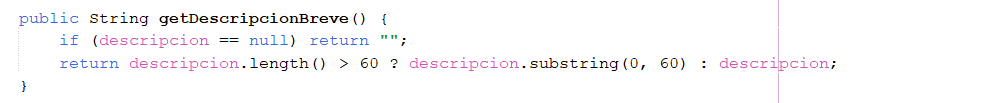 public String getDescripcionBreve() {
    if (descripcion == null) return "";
    return descripcion.length() > 60 ? descripcion.substring(0, 60) : descripcion;
}